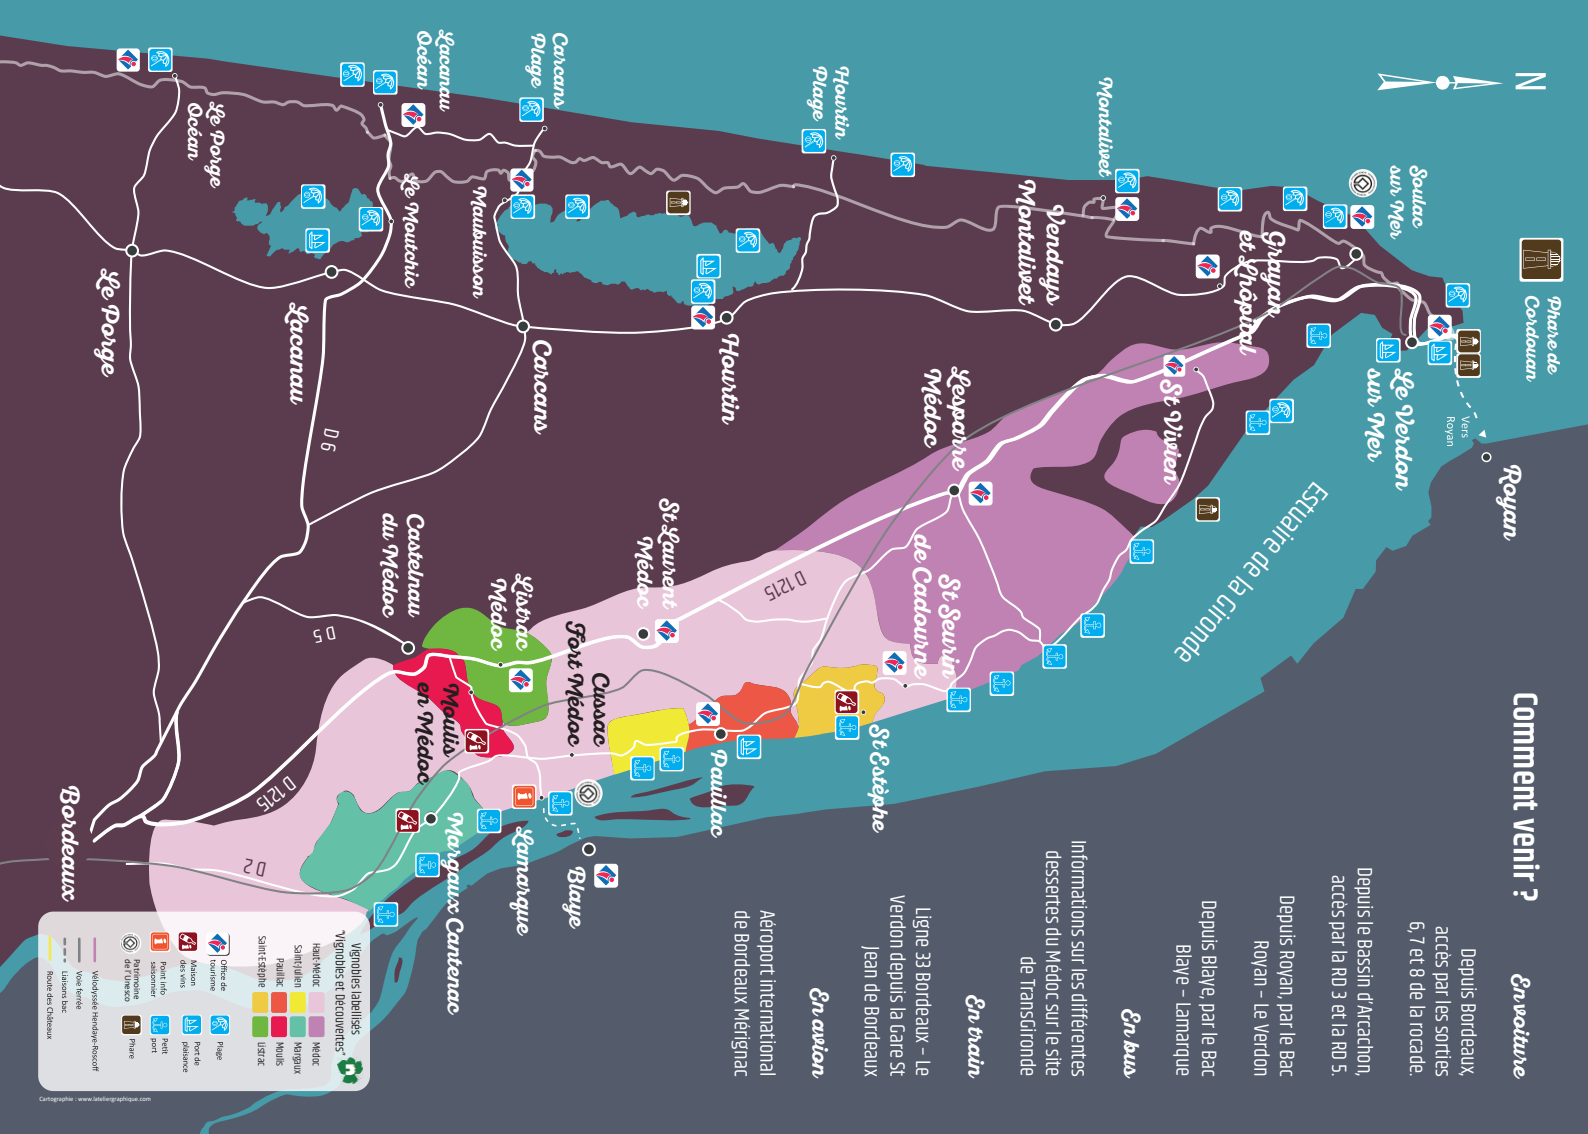 N
Phare de
Cordouan
Soulac
sur Mer
Montalivet
Hourtin
Plage
Carcans
Plage
Lacanau
Océan
Le Porge
Océan
Vendays
Montalivet
Grayan
et L'hôpital
Maubuisson
Le Moutchic
Hourtin
Carcans
Lacanau
Le Porge
Le Verdon
sur Mer
Vers
Royan
Royan
St Vivien
Lesparre
Médoc
Estuaire de la Gironde
St Seurin
de Cadourne
St Laurent
Médoc
Listrac
Médoc
Castelnau
du Médoc
Fort Médoc
Cussac
Moulis
en Médoc
St Estèphe
Pauillac
Lamarque
Blaye
Margaux Cantenac
Bordeaux
D 6
D 5
D 1215
D 1215
D 2
Comment venir ?
En voiture
Depuis Bordeaux,
accès par les sorties
6, 7 et 8 de la rocade.
Depuis le Bassin d'Arcachon,
accès par la RD 3 et la RD 5.
Depuis Royan, par le Bac
Royan – Le Verdon
Depuis Blaye, par le Bac
Blaye – Lamarque
En bus
Informations sur les différentes
dessertes du Médoc sur le site
de TransGironde
En train
Ligne 33 Bordeaux – Le
Verdon depuis la Gare St
Jean de Bordeaux
En avion
Aéroport international
de Bordeaux Mérignac
Vignobles labellisés
"Vignobles et Découvertes"
Haut-Médoc
Médoc
Saint-Julien
Margaux
Pauillac
Moulis
Saint-Estèphe
Listrac
Office de
tourisme
Plage
Maison
des vins
Port de
plaisance
Point info
saisonnier
Petit
port
Patrimoine
de l'Unesco
Phare
Vélodyssée Hendaye-Roscoff
Voie ferrée
Liaisons bac
Route des Châteaux
Cartographie : www.lateliergraphique.com